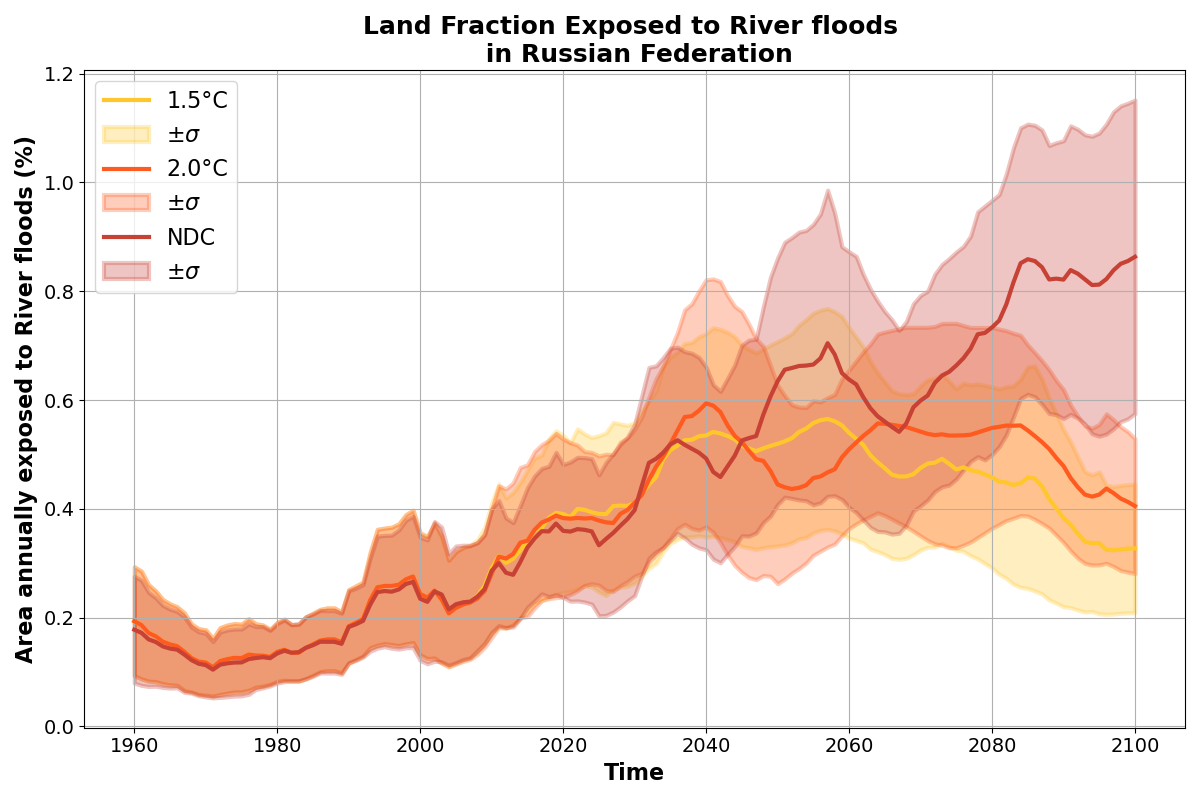 Land Fraction Exposed to River floods
in Russian Federation
Area annually exposed to River floods (%)
1.2
1.0
0.8
0.6
0.4
0.2
0.0
1.5°C
±σ
2.0°C
±σ
NDC
±σ
1960 1980 2000 2020 2040 2060 2080 2100
Time